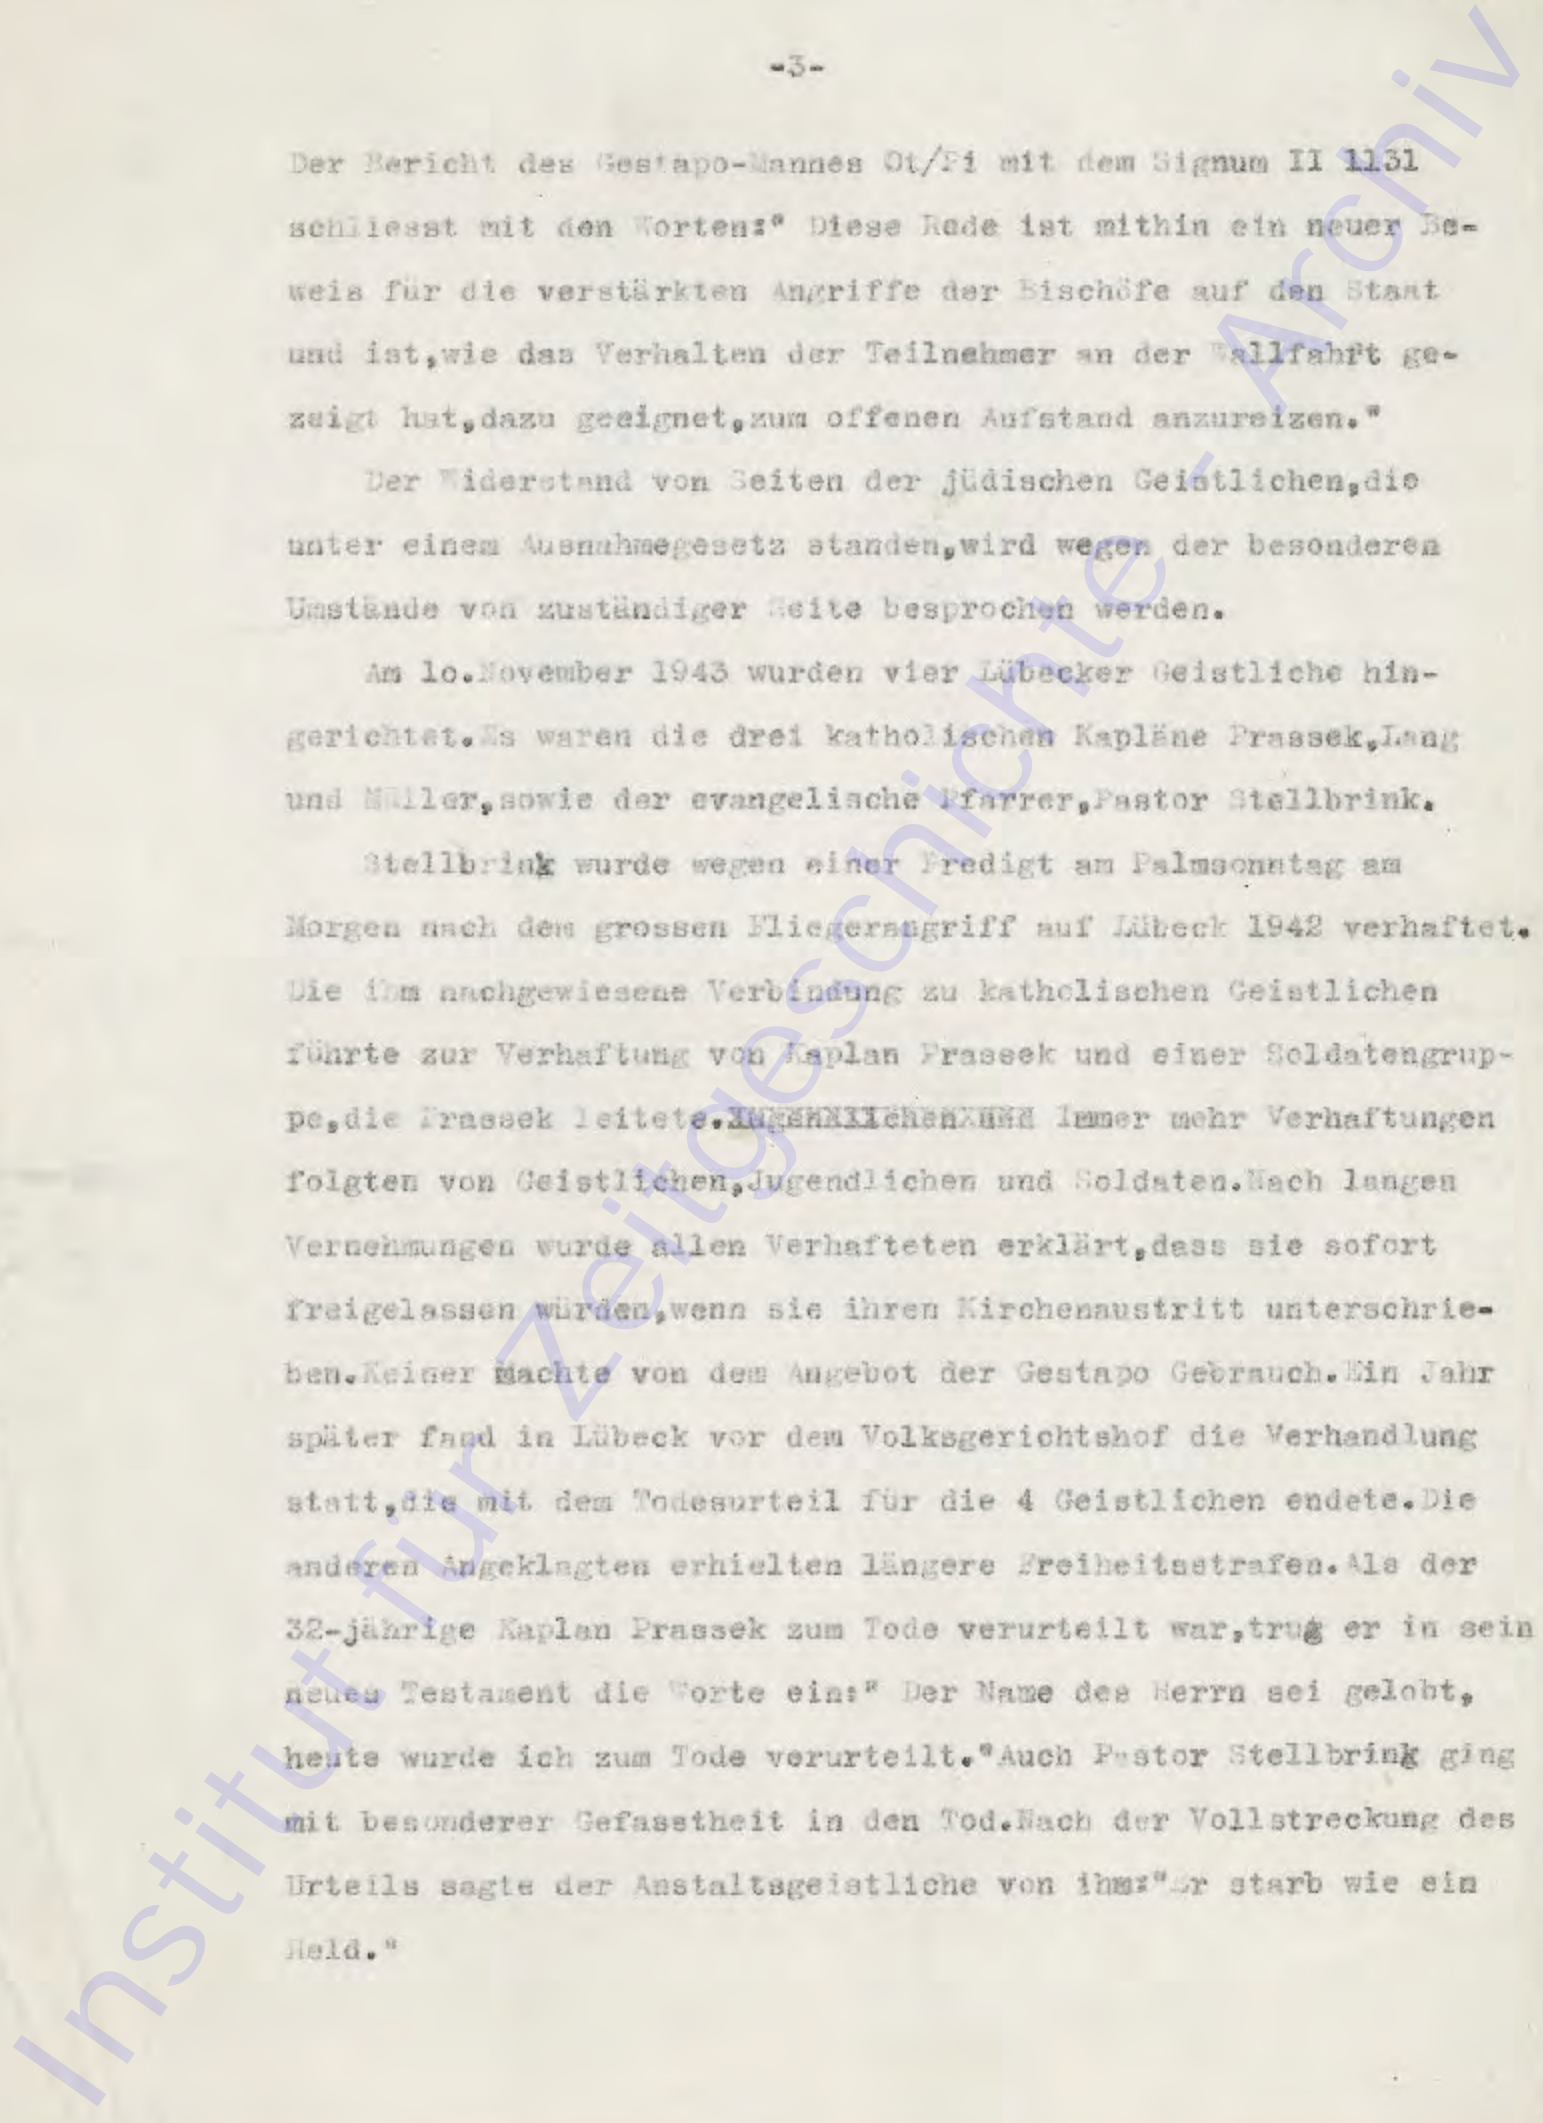 -3-
Der Bericht des Gestapo-Mannes Ot/Fi mit dem Signum II 1131
schliesst mit den Worten:" Diese Rede ist mithin ein neuer Be-
weis für die verstärkten Angriffe der Bischöfe auf den Staat
und ist,wie das Verhalten der Teilnehmer an der Wallfahrt ge-
zeigt hat,dazu geeignet,zum offenen Aufstand anzureizen."
Der Widerstand von Seiten der jüdischen Geistlichen,die
unter einem Ausnahmegesetz standen,wird wegen der besonderen
Umstände von zuständiger Seite besprochen werden.
Am 1o.November 1943 wurden vier Lübecker Geistliche hin-
gerichtet.Es waren die drei katholischen Kapläne Prassek,Lang
und Müller,sowie der evangelische Pfarrer,Pastor Stellbrink.
Stellbrink wurde wegen einer Predigt am Palmsonntag am
Morgen nach dem grossen Fliegerangriff auf Lübeck 1942 verhaftet.
Die ihm nachgewiesene Verbindung zu katholischen Geistlichen
führte zur Verhaftung von Kaplan Prassek und einer Soldatengrup-
pe,die Prassek leitete. Immer mehr Verhaftungen
folgten von Geistlichen,Jugendlichen und Soldaten.Nach langen
Vernehmungen wurde allen Verhafteten erklärt,dass sie sofort
freigelassen würden,wenn sie ihren Kirchenaustritt unterschrie-
ben.Keiner machte von dem Angebot der Gestapo Gebrauch.Ein Jahr
später fand in Lübeck vor dem Volksgerichtshof die Verhandlung
statt,die mit dem Todesurteil für die 4 Geistlichen endete.Die
anderen Angeklagten erhielten längere Freiheitsstrafen.Als der
32-jährige Kaplan Prassek zum Tode verurteilt war,trug er in sein
neues Testament die Worte ein:" Der Name des Herrn sei gelobt,
heute wurde ich zum Tode verurteilt."Auch Pastor Stellbrink ging
mit besonderer Gefasstheit in den Tod.Nach der Vollstreckung des
Urteils sagte der Anstaltsgeistliche von ihm:"Er starb wie ein
Held."
Institut für Zeitgeschichte - Archiv